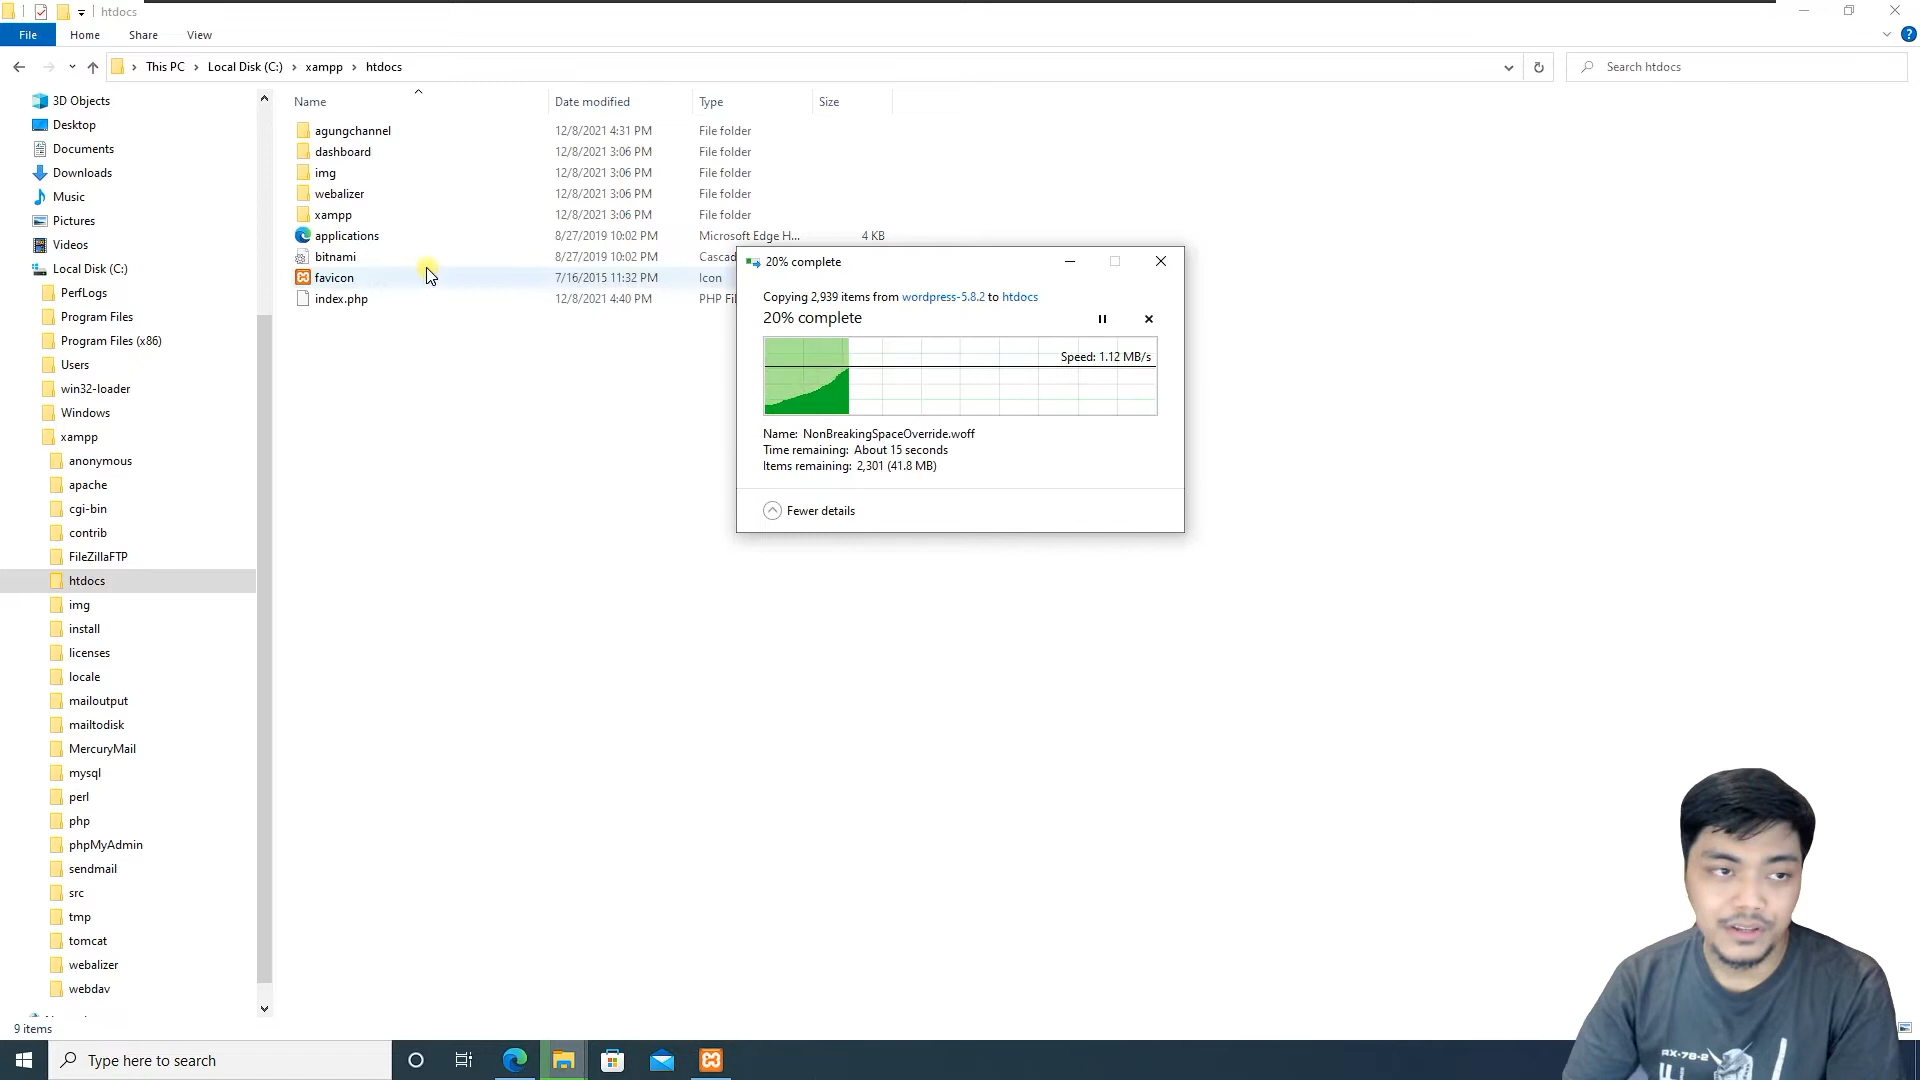 htdocs
File
Home
Share
View
This PC
Local Disk (C:)
xampp
htdocs
Search htdocs
3D Objects
Desktop
Documents
Downloads
Music
Pictures
Videos
Local Disk (C:)
PerfLogs
Program Files
Program Files (x86)
Users
win32-loader
Windows
xampp
anonymous
apache
cgi-bin
contrib
FileZillaFTP
htdocs
img
install
licenses
locale
mailoutput
mailtodisk
MercuryMail
mysql
perl
php
phpMyAdmin
sendmail
src
tmp
tomcat
webalizer
webdav
Name Date modified Type Size
agungchannel 12/8/2021 4:31 PM File folder
dashboard 12/8/2021 3:06 PM File folder
img 12/8/2021 3:06 PM File folder
webalizer 12/8/2021 3:06 PM File folder
xampp 12/8/2021 3:06 PM File folder
applications 8/27/2019 10:02 PM Microsoft Edge H... 4 KB
bitnami 8/27/2019 10:02 PM Cascad
favicon 7/16/2015 11:32 PM Icon
index.php 12/8/2021 4:40 PM PHP Fil
20% complete
Copying 2,939 items from wordpress-5.8.2 to htdocs
20% complete
Speed: 1.12 MB/s
Name: NonBreakingSpaceOverride.woff
Time remaining: About 15 seconds
Items remaining: 2,301 (41.8 MB)
Fewer details
9 items
Type here to search
RX-78-2